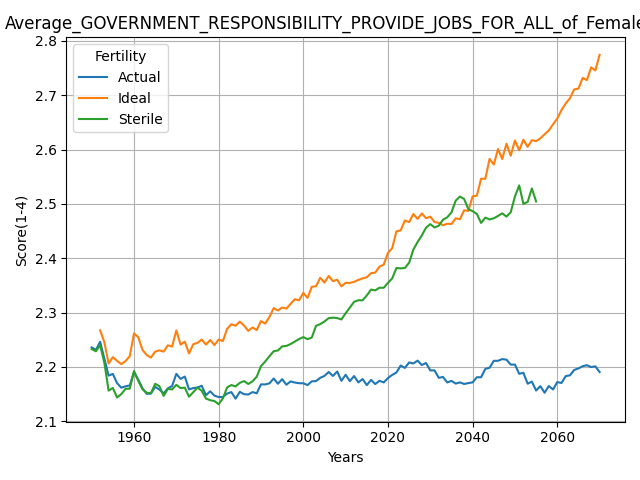 Average_GOVERNMENT_RESPONSIBILITY_PROVIDE_JOBS_FOR_ALL_of_Female
Fertility
Actual
Ideal
Sterile
Score(1-4)
2.8
2.7
2.6
2.5
2.4
2.3
2.2
2.1
1960 1980 2000 2020 2040 2060
Years